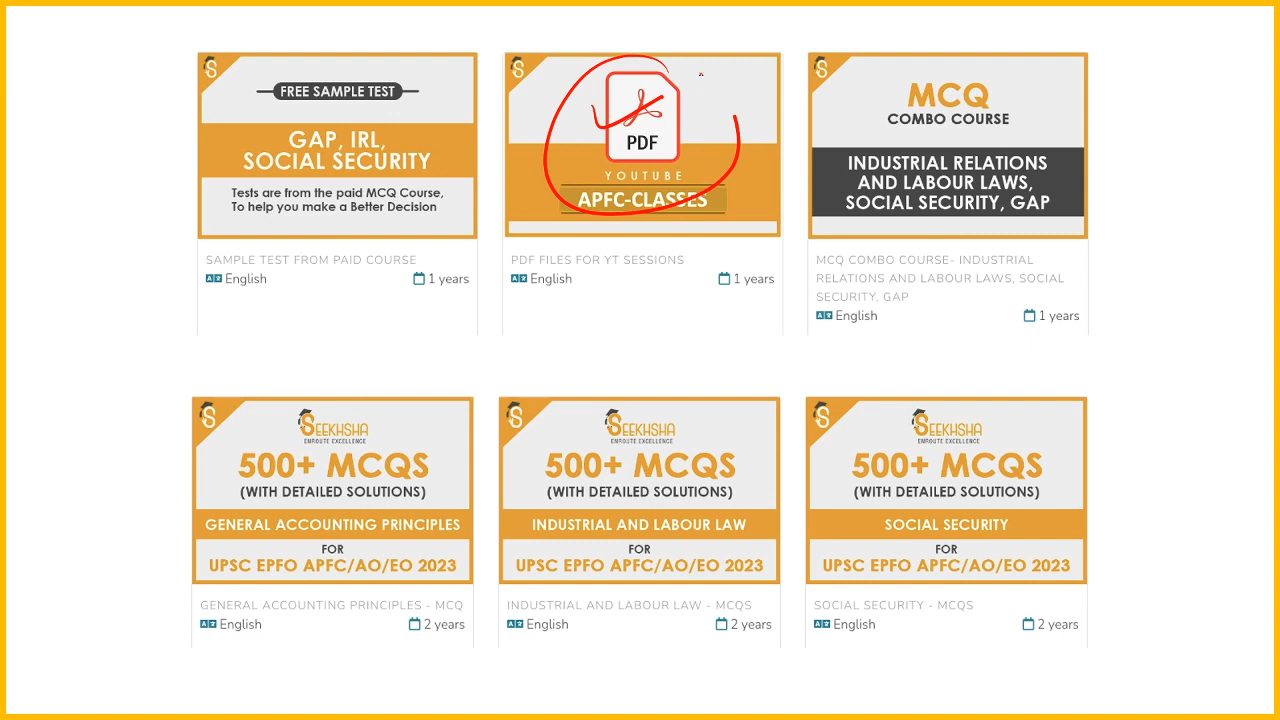 FREE SAMPLE TEST
GAP, IRL,
SOCIAL SECURITY
Tests are from the paid MCQ Course,
To help you make a Better Decision
SAMPLE TEST FROM PAID COURSE
English
1 years
PDF
YOUTUBE
APFC-CLASSES
PDF FILES FOR YT SESSIONS
English
1 years
MCQ
COMBO COURSE
INDUSTRIAL RELATIONS
AND LABOUR LAWS,
SOCIAL SECURITY, GAP
MCQ COMBO COURSE- INDUSTRIAL
RELATIONS AND LABOUR LAWS, SOCIAL
SECURITY, GAP
English
1 years
SEEKHSHA
ENROUTE EXCELLENCE
500+ MCQS
(WITH DETAILED SOLUTIONS)
GENERAL ACCOUNTING PRINCIPLES
FOR
UPSC EPFO APFC/AO/EO 2023
GENERAL ACCOUNTING PRINCIPLES - MCQ
English
2 years
SEEKHSHA
ENROUTE EXCELLENCE
500+ MCQS
(WITH DETAILED SOLUTIONS)
INDUSTRIAL AND LABOUR LAW
FOR
UPSC EPFO APFC/AO/EO 2023
INDUSTRIAL AND LABOUR LAW - MCQS
English
2 years
SEEKHSHA
ENROUTE EXCELLENCE
500+ MCQS
(WITH DETAILED SOLUTIONS)
SOCIAL SECURITY
FOR
UPSC EPFO APFC/AO/EO 2023
SOCIAL SECURITY - MCQS
English
2 years